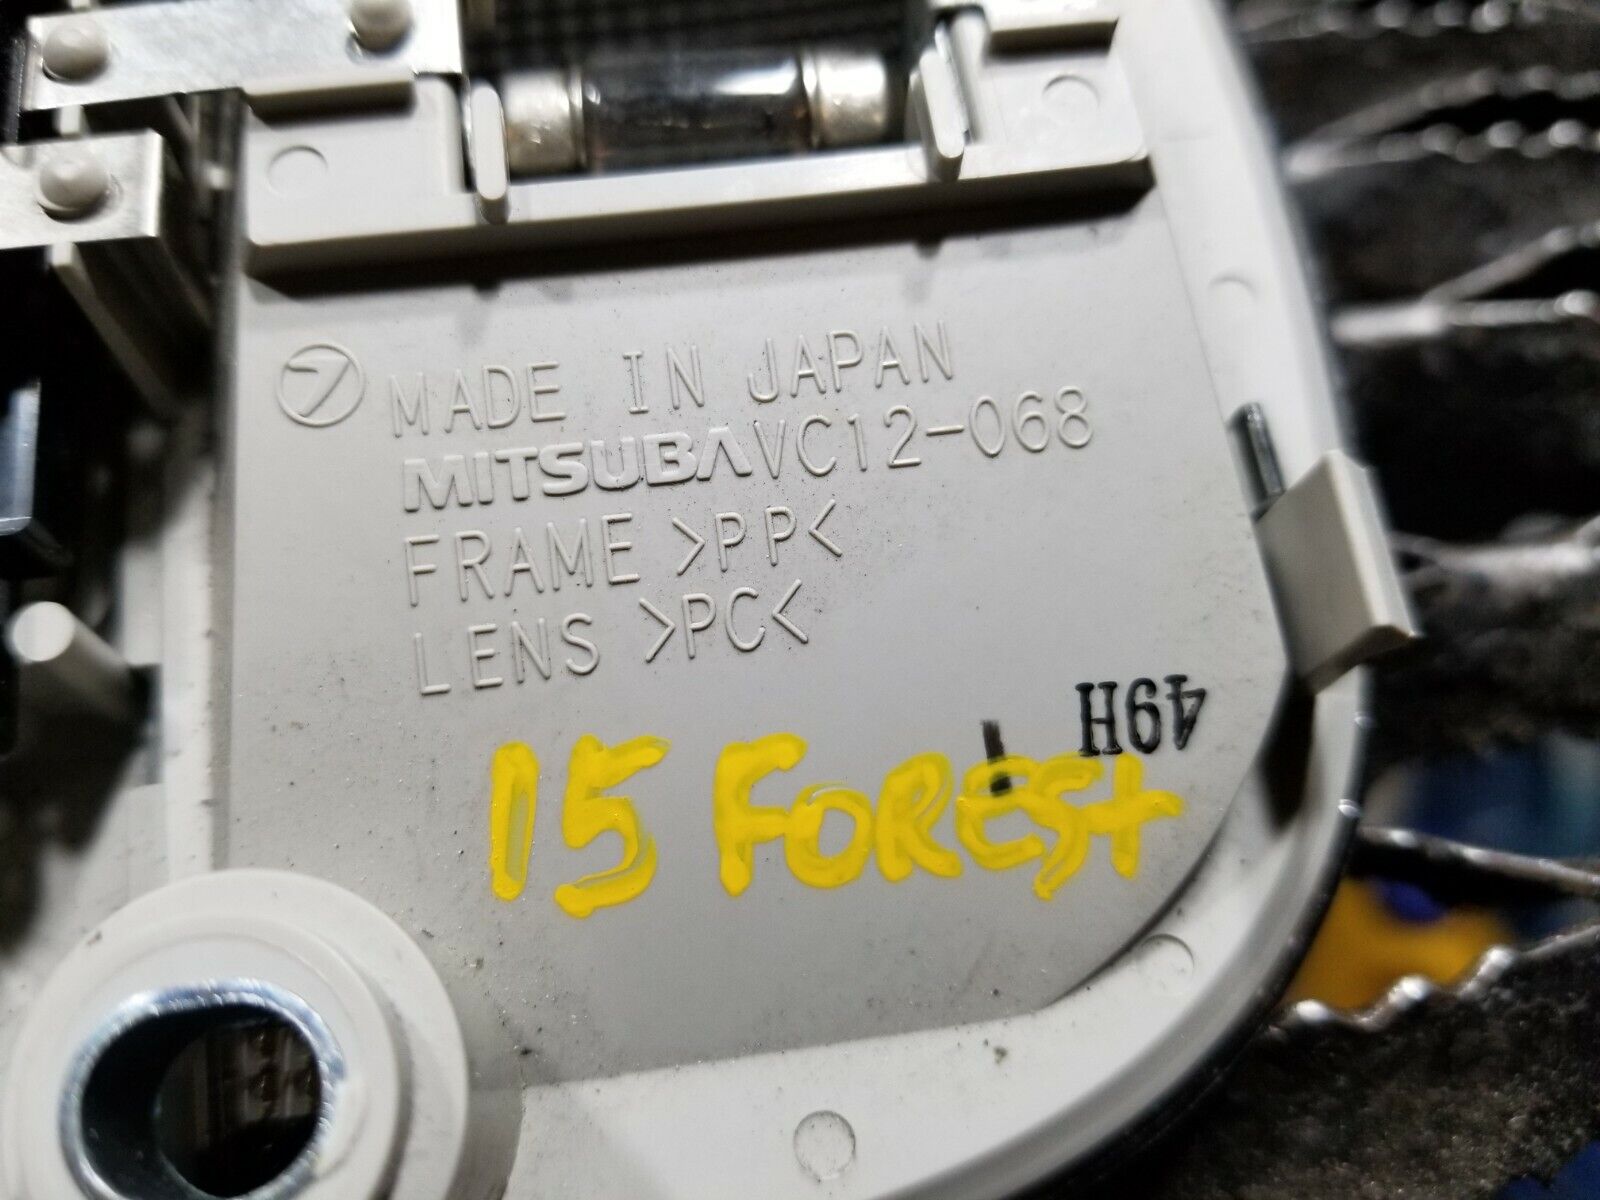 MADE IN JAPAN
MITSUBA VC12-068
FRAME >PP<
LENS >PC<
49H
15 FOREST